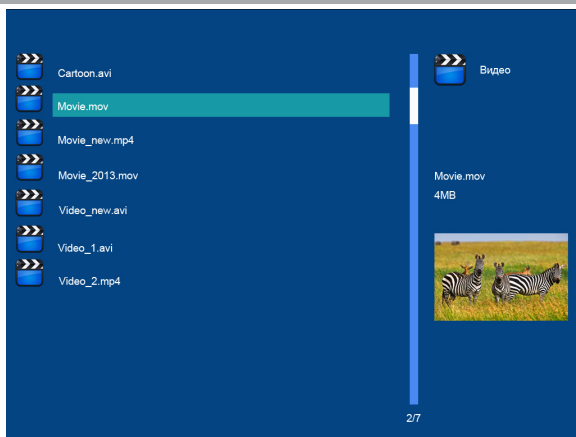 Cartoon.avi
Movie.mov
Movie_new.mp4
Movie_2013.mov
Video_new.avi
Video_1.avi
Video_2.mp4
Видео
Movie.mov
4MB
2/7